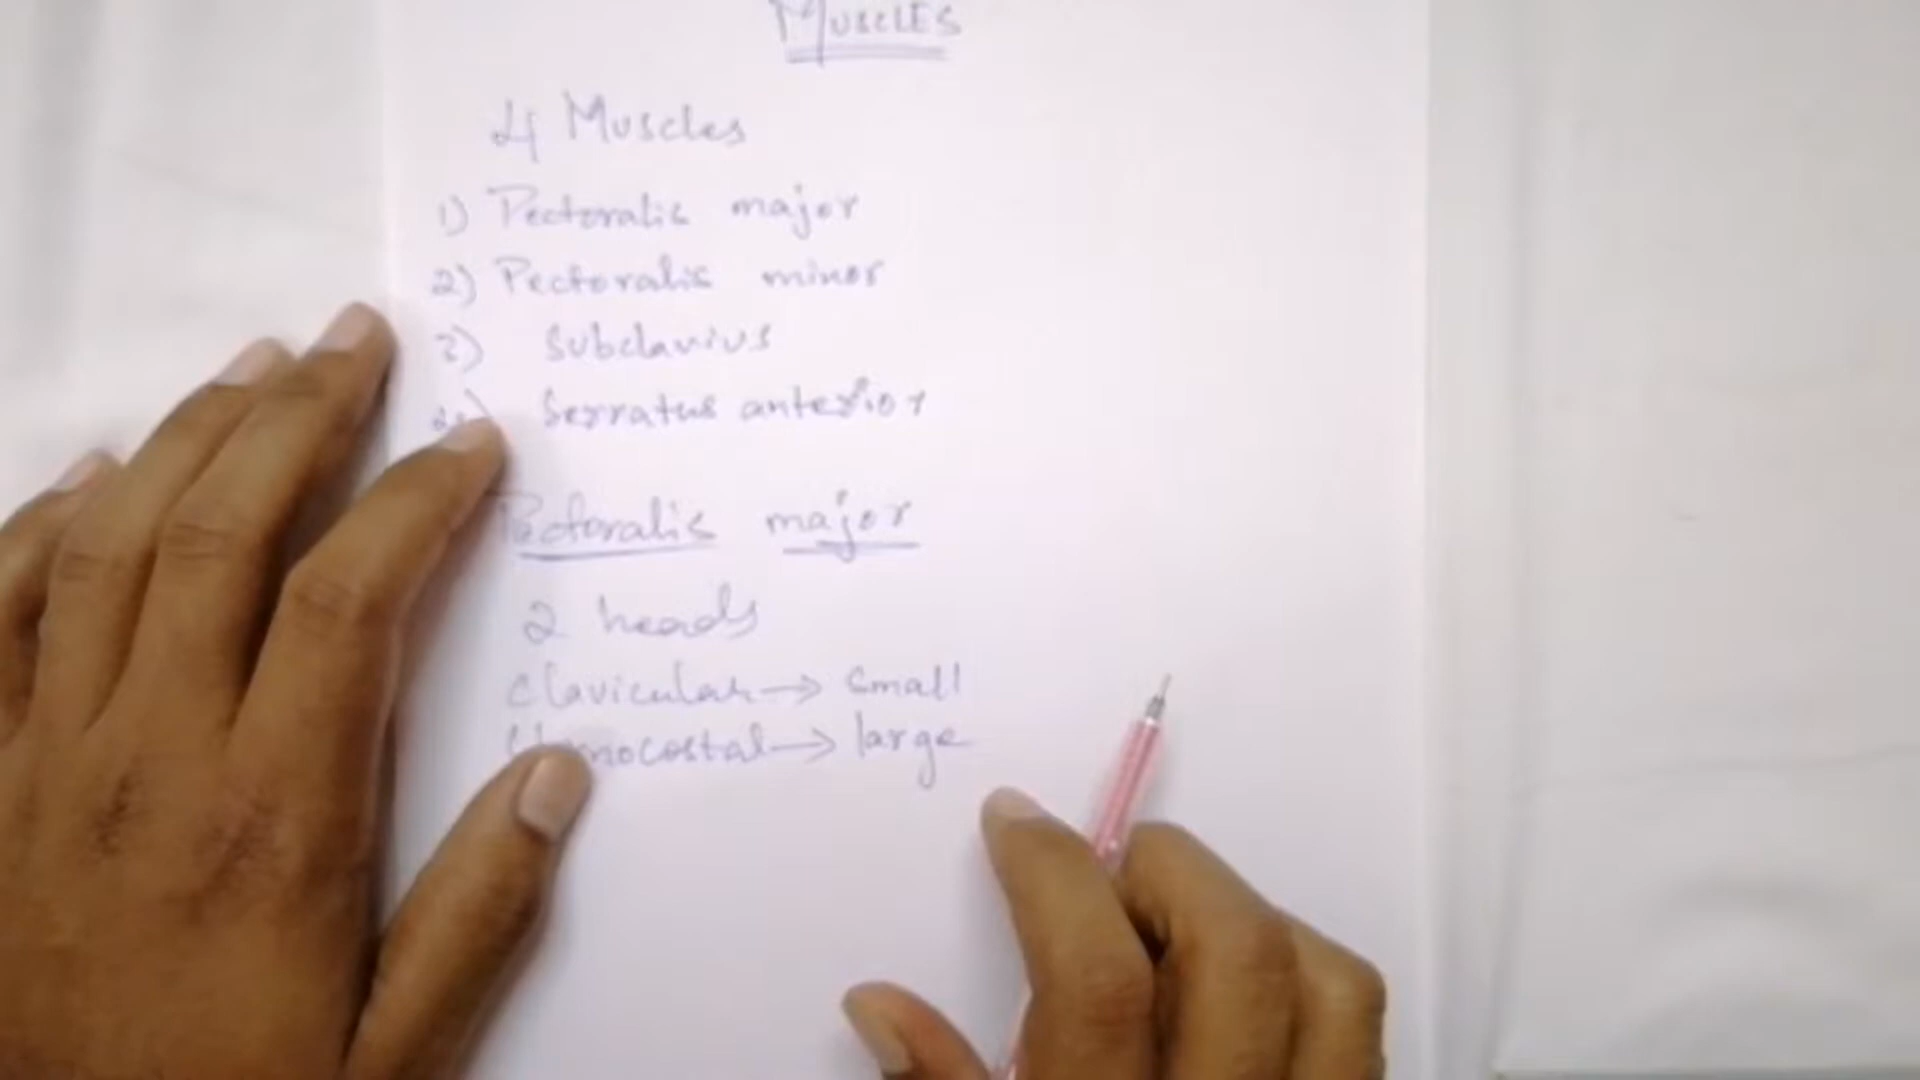 MUSCLES
4 Muscles
1) Pectoralis major
2) Pectoralis minor
3) Subclavius
Serratus anterior
Pectoralis major
2 heads
Clavicular → small
→ large